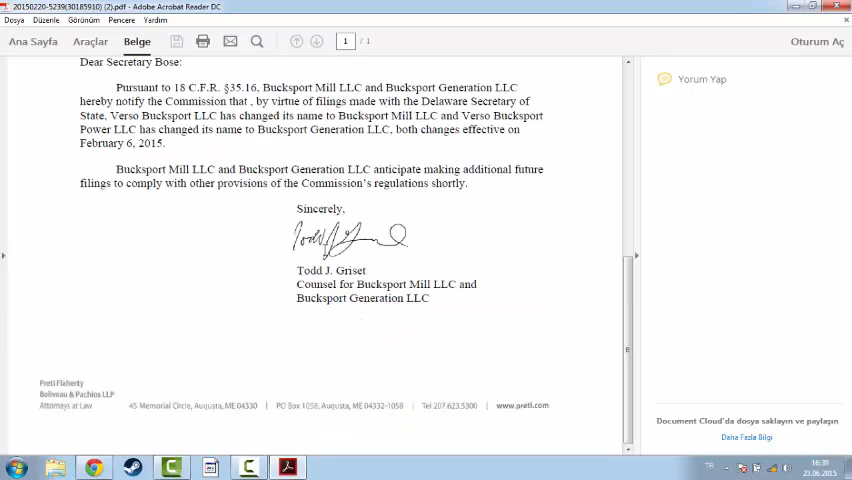 20150220-5239(30185910) (2).pdf - Adobe Acrobat Reader DC
Dosya Düzenle Görünüm Pencere Yardım
Ana Sayfa Araçlar Belge 1 / 1 Oturum Aç
Dear Secretary Bose:
Pursuant to 18 C.F.R. §35.16, Bucksport Mill LLC and Bucksport Generation LLC
hereby notify the Commission that , by virtue of filings made with the Delaware Secretary of
State, Verso Bucksport LLC has changed its name to Bucksport Mill LLC and Verso Bucksport
Power LLC has changed its name to Bucksport Generation LLC, both changes effective on
February 6, 2015.
Bucksport Mill LLC and Bucksport Generation LLC anticipate making additional future
filings to comply with other provisions of the Commission's regulations shortly.
Sincerely,
Todd J. Griset
Counsel for Bucksport Mill LLC and
Bucksport Generation LLC
Preti Flaherty
Beliveau & Pachios LLP
Attorneys at Law 45 Memorial Circle, Augusta, ME 04330 | PO Box 1058, Augusta, ME 04332-1058 | Tel 207.623.5300 | www.preti.com
Yorum Yap
Document Cloud'da dosya saklayın ve paylaşın
Daha Fazla Bilgi
TR
16:39
23.06.2015